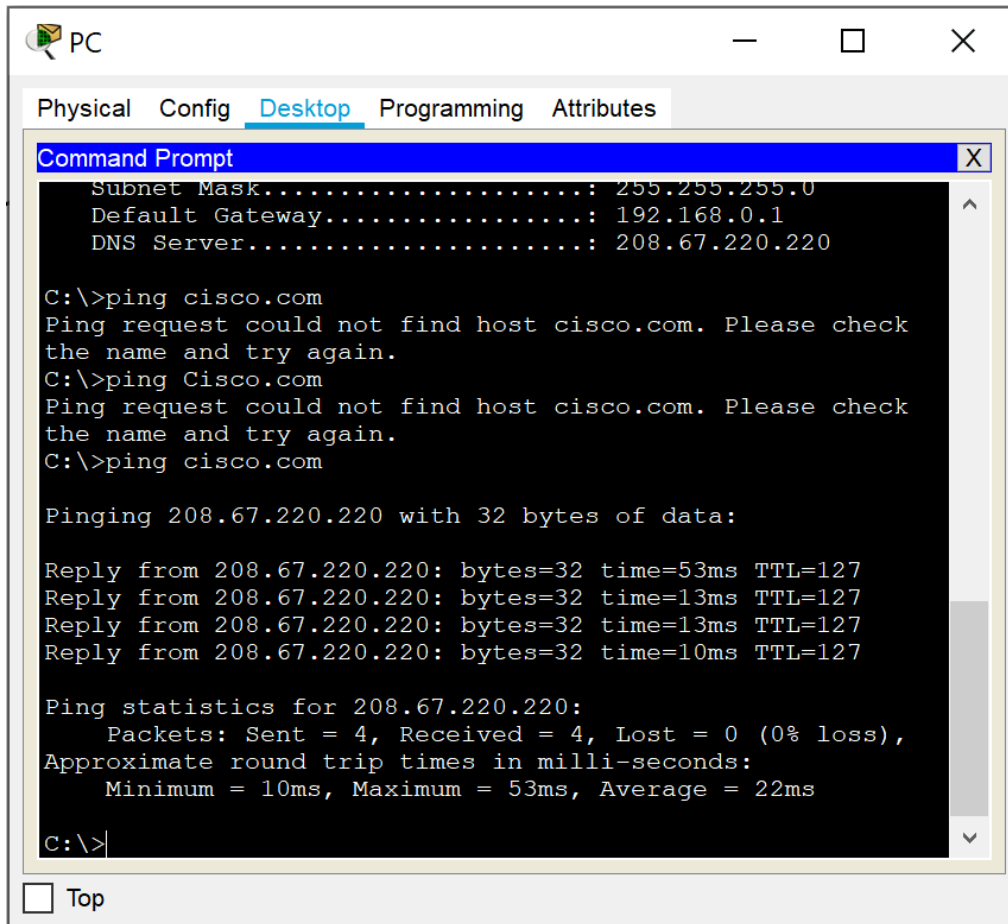 PC
Physical Config Desktop Programming Attributes
Command Prompt X
Subnet Mask.....................: 255.255.255.0
Default Gateway.................: 192.168.0.1
DNS Server......................: 208.67.220.220
C:\>ping cisco.com
Ping request could not find host cisco.com. Please check
the name and try again.
C:\>ping Cisco.com
Ping request could not find host cisco.com. Please check
the name and try again.
C:\>ping cisco.com
Pinging 208.67.220.220 with 32 bytes of data:
Reply from 208.67.220.220: bytes=32 time=53ms TTL=127
Reply from 208.67.220.220: bytes=32 time=13ms TTL=127
Reply from 208.67.220.220: bytes=32 time=13ms TTL=127
Reply from 208.67.220.220: bytes=32 time=10ms TTL=127
Ping statistics for 208.67.220.220:
Packets: Sent = 4, Received = 4, Lost = 0 (0% loss),
Approximate round trip times in milli-seconds:
Minimum = 10ms, Maximum = 53ms, Average = 22ms
C:\>
Top